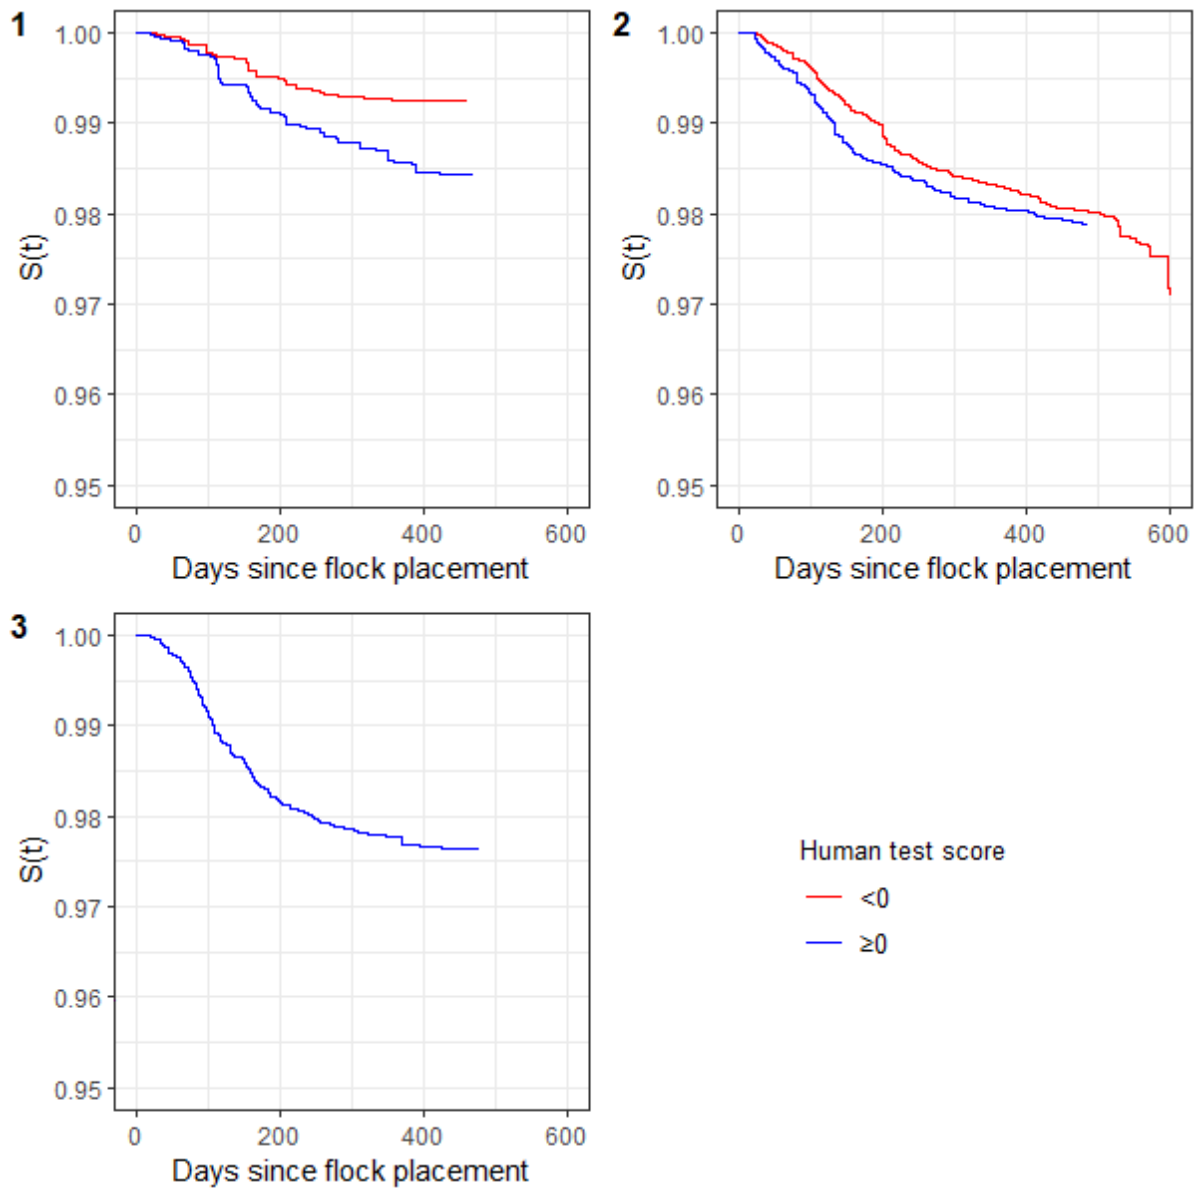 1
1.00
0.99
0.98
0.97
0.96
0.95
S(t)
0 200 400 600
Days since flock placement
2
1.00
0.99
0.98
0.97
0.96
0.95
S(t)
0 200 400 600
Days since flock placement
3
1.00
0.99
0.98
0.97
0.96
0.95
S(t)
0 200 400 600
Days since flock placement
Human test score
<0
≥0